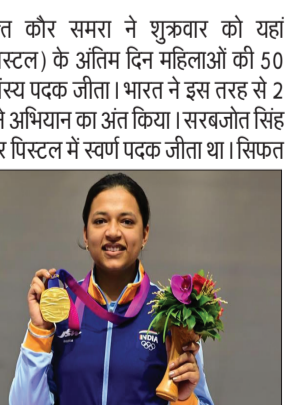 त कौर समरा ने शुक्रवार को यहां
पिस्टल) के अंतिम दिन महिलाओं की 50
ांस्य पदक जीता। भारत ने इस तरह से 2
अभियान का अंत किया। सरबजोत सिंह
र पिस्टल में स्वर्ण पदक जीता था। सिफत
INDIA